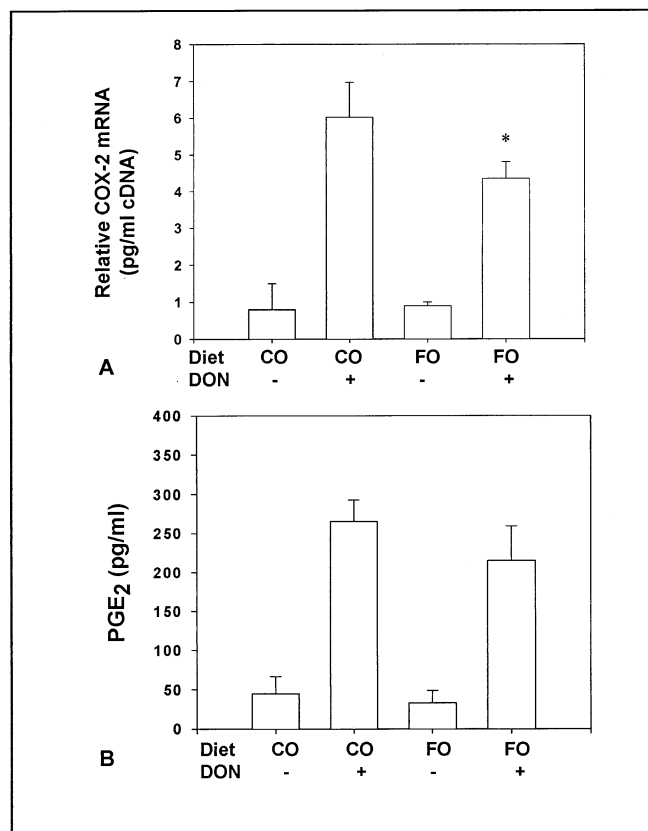 8
7
6
5
4
3
2
1
0
Relative COX-2 mRNA
(pg/ml cDNA)
*
Diet CO CO FO FO
DON - + - +
A
400
350
300
250
200
150
100
50
0
PGE2 (pg/ml)
Diet CO CO FO FO
DON - + - +
B